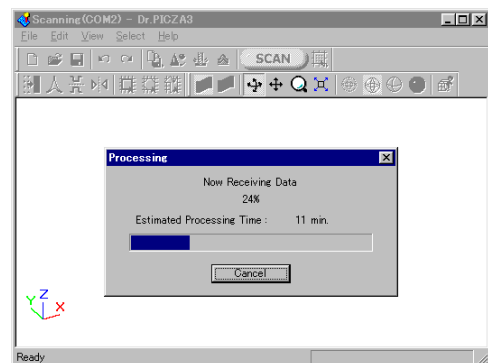 Scanning(COM2) - Dr.PICZA3
File Edit View Select Help
SCAN
Processing
Now Receiving Data
24%
Estimated Processing Time : 11 min.
Cancel
Z
Y X
Ready